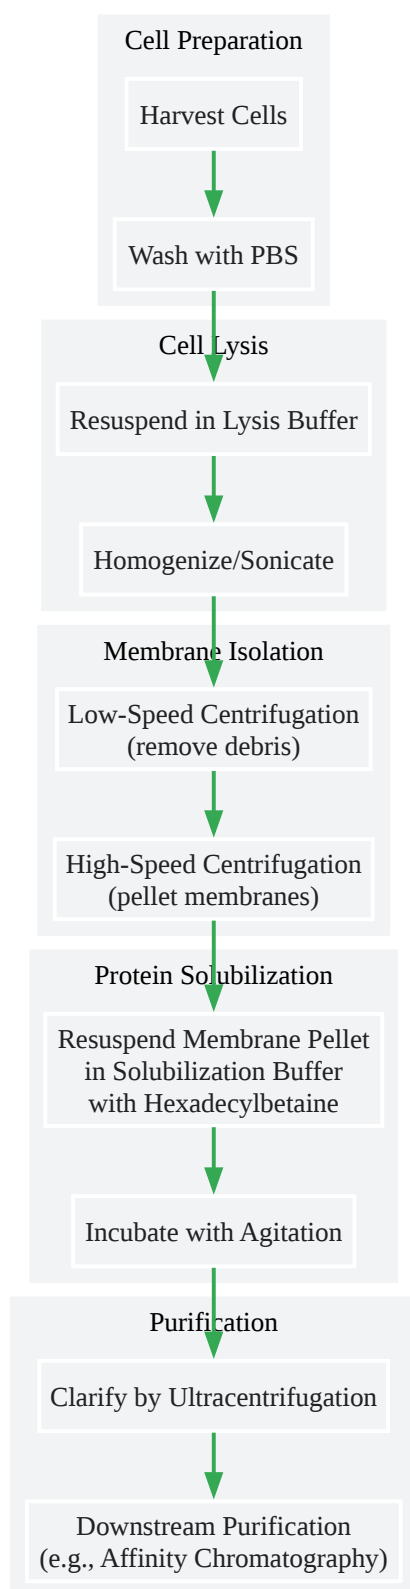 Cell Preparation
Harvest Cells
Wash with PBS
Cell Lysis
Resuspend in Lysis Buffer
Homogenize/Sonicate
Membrane Isolation
Low-Speed Centrifugation
(remove debris)
High-Speed Centrifugation
(pellet membranes)
Protein Solubilization
Resuspend Membrane Pellet
in Solubilization Buffer
with Hexadecylbetaine
Incubate with Agitation
Purification
Clarify by Ultracentrifugation
Downstream Purification
(e.g., Affinity Chromatography)